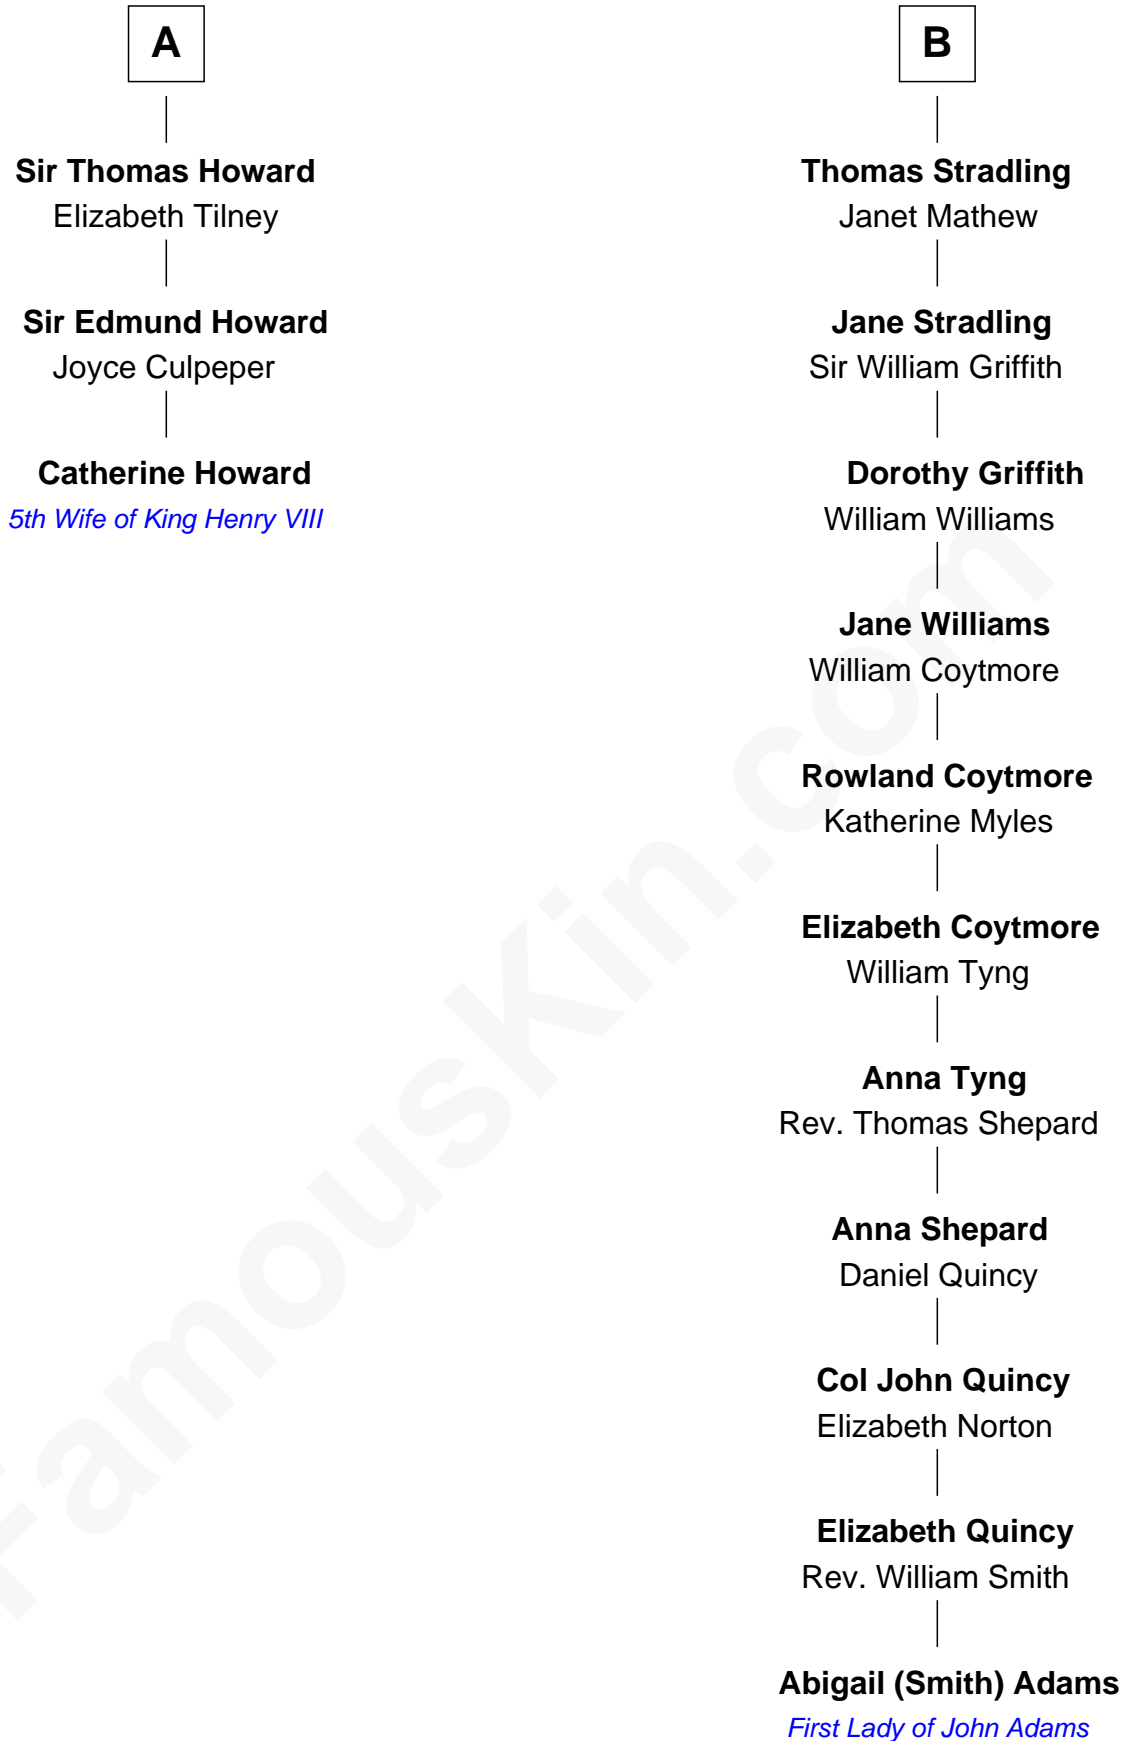 A
Sir Thomas Howard
Elizabeth Tilney
Sir Edmund Howard
Joyce Culpeper
Catherine Howard
5th Wife of King Henry VIII
B
Thomas Stradling
Janet Mathew
Jane Stradling
Sir William Griffith
Dorothy Griffith
William Williams
Jane Williams
William Coytmore
Rowland Coytmore
Katherine Myles
Elizabeth Coytmore
William Tyng
Anna Tyng
Rev. Thomas Shepard
Anna Shepard
Daniel Quincy
Col John Quincy
Elizabeth Norton
Elizabeth Quincy
Rev. William Smith
Abigail (Smith) Adams
First Lady of John Adams
FamousKin.com